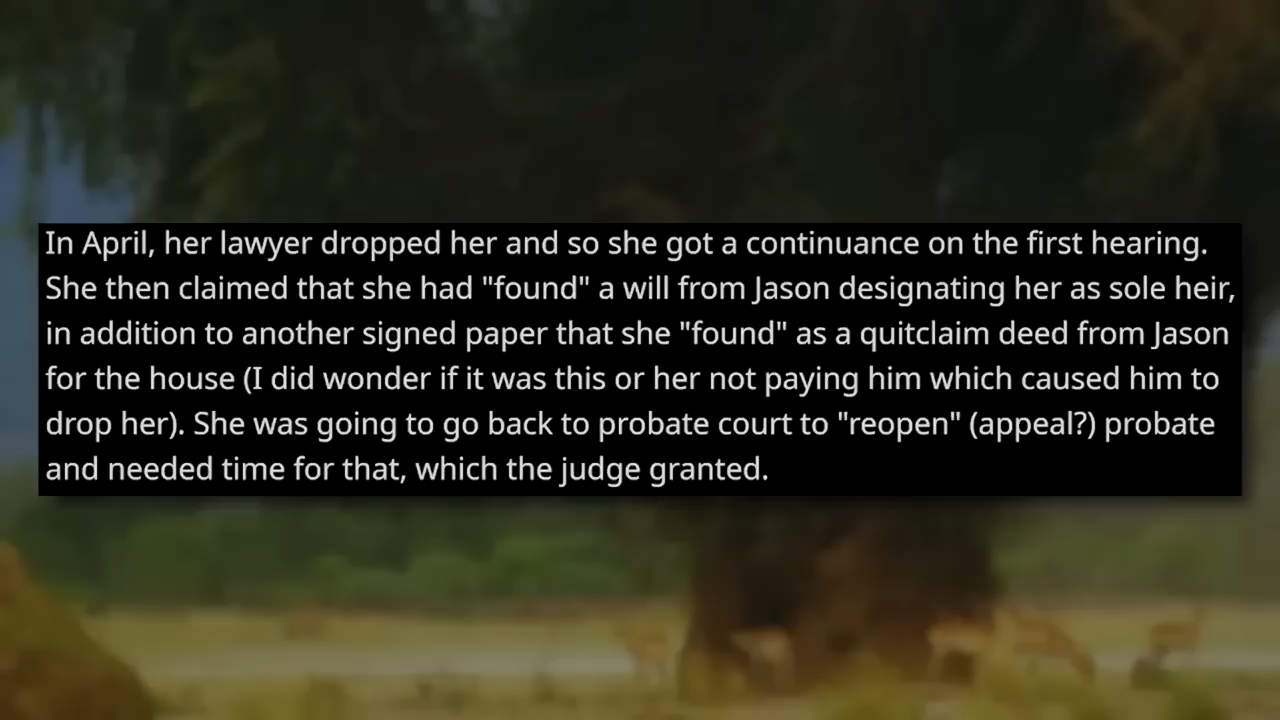 In April, her lawyer dropped her and so she got a continuance on the first hearing.
She then claimed that she had "found" a will from Jason designating her as sole heir,
in addition to another signed paper that she "found" as a quitclaim deed from Jason
for the house (I did wonder if it was this or her not paying him which caused him to
drop her). She was going to go back to probate court to "reopen" (appeal?) probate
and needed time for that, which the judge granted.